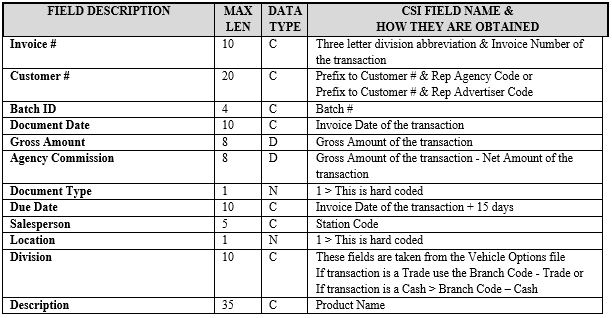 FIELD DESCRIPTION MAX LEN DATA TYPE CSI FIELD NAME & HOW THEY ARE OBTAINED
Invoice # 10 C Three letter division abbreviation & Invoice Number of
the transaction
Customer # 20 C Prefix to Customer # & Rep Agency Code or
Prefix to Customer # & Rep Advertiser Code
Batch ID 4 C Batch #
Document Date 10 C Invoice Date of the transaction
Gross Amount 8 D Gross Amount of the transaction
Agency Commission 8 D Gross Amount of the transaction - Net Amount of the
transaction
Document Type 1 N 1 > This is hard coded
Due Date 10 C Invoice Date of the transaction + 15 days
Salesperson 5 C Station Code
Location 1 N 1 > This is hard coded
Division 10 C These fields are taken from the Vehicle Options file
If transaction is a Trade use the Branch Code - Trade or
If transaction is a Cash > Branch Code – Cash
Description 35 C Product Name